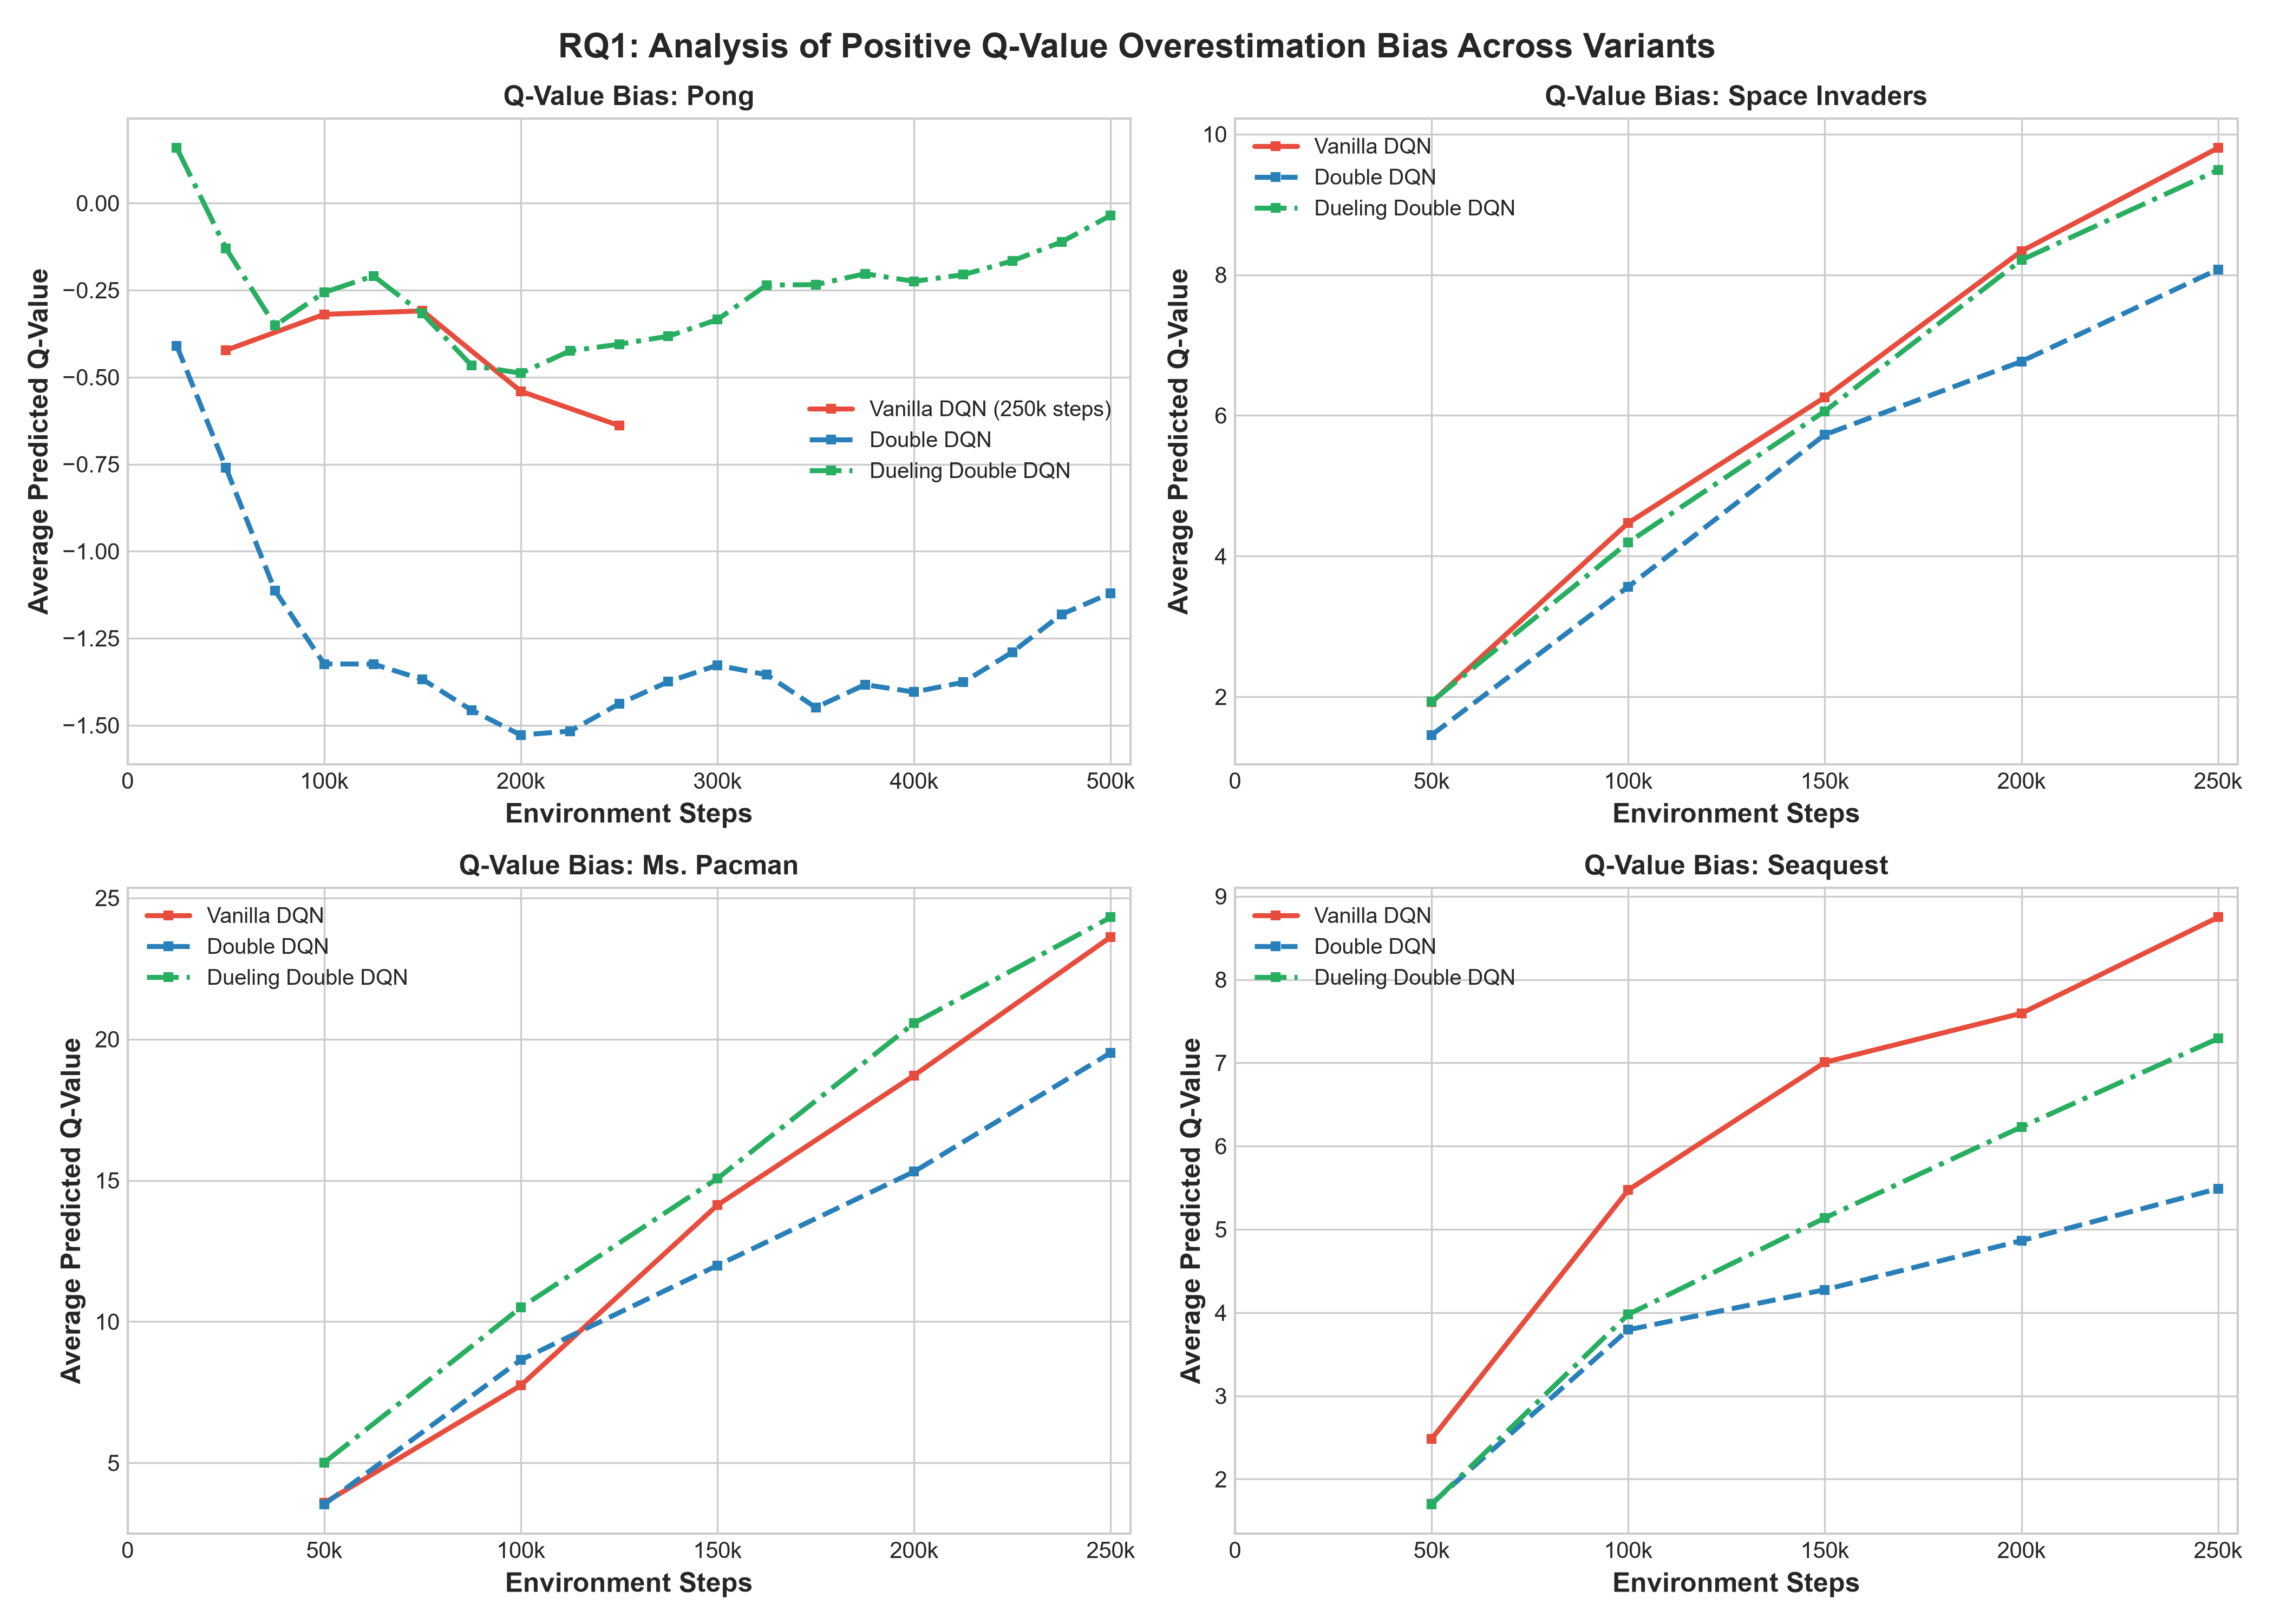 RQ1: Analysis of Positive Q-Value Overestimation Bias Across Variants
Q-Value Bias: Pong
Average Predicted Q-Value
0.00
−0.25
−0.50
−0.75
−1.00
−1.25
−1.50
Vanilla DQN (250k steps)
Double DQN
Dueling Double DQN
0 100k 200k 300k 400k 500k
Environment Steps
Q-Value Bias: Space Invaders
Average Predicted Q-Value
10
8
6
4
2
Vanilla DQN
Double DQN
Dueling Double DQN
0 50k 100k 150k 200k 250k
Environment Steps
Q-Value Bias: Ms. Pacman
Average Predicted Q-Value
25
20
15
10
5
Vanilla DQN
Double DQN
Dueling Double DQN
0 50k 100k 150k 200k 250k
Environment Steps
Q-Value Bias: Seaquest
Average Predicted Q-Value
9
8
7
6
5
4
3
2
Vanilla DQN
Double DQN
Dueling Double DQN
0 50k 100k 150k 200k 250k
Environment Steps